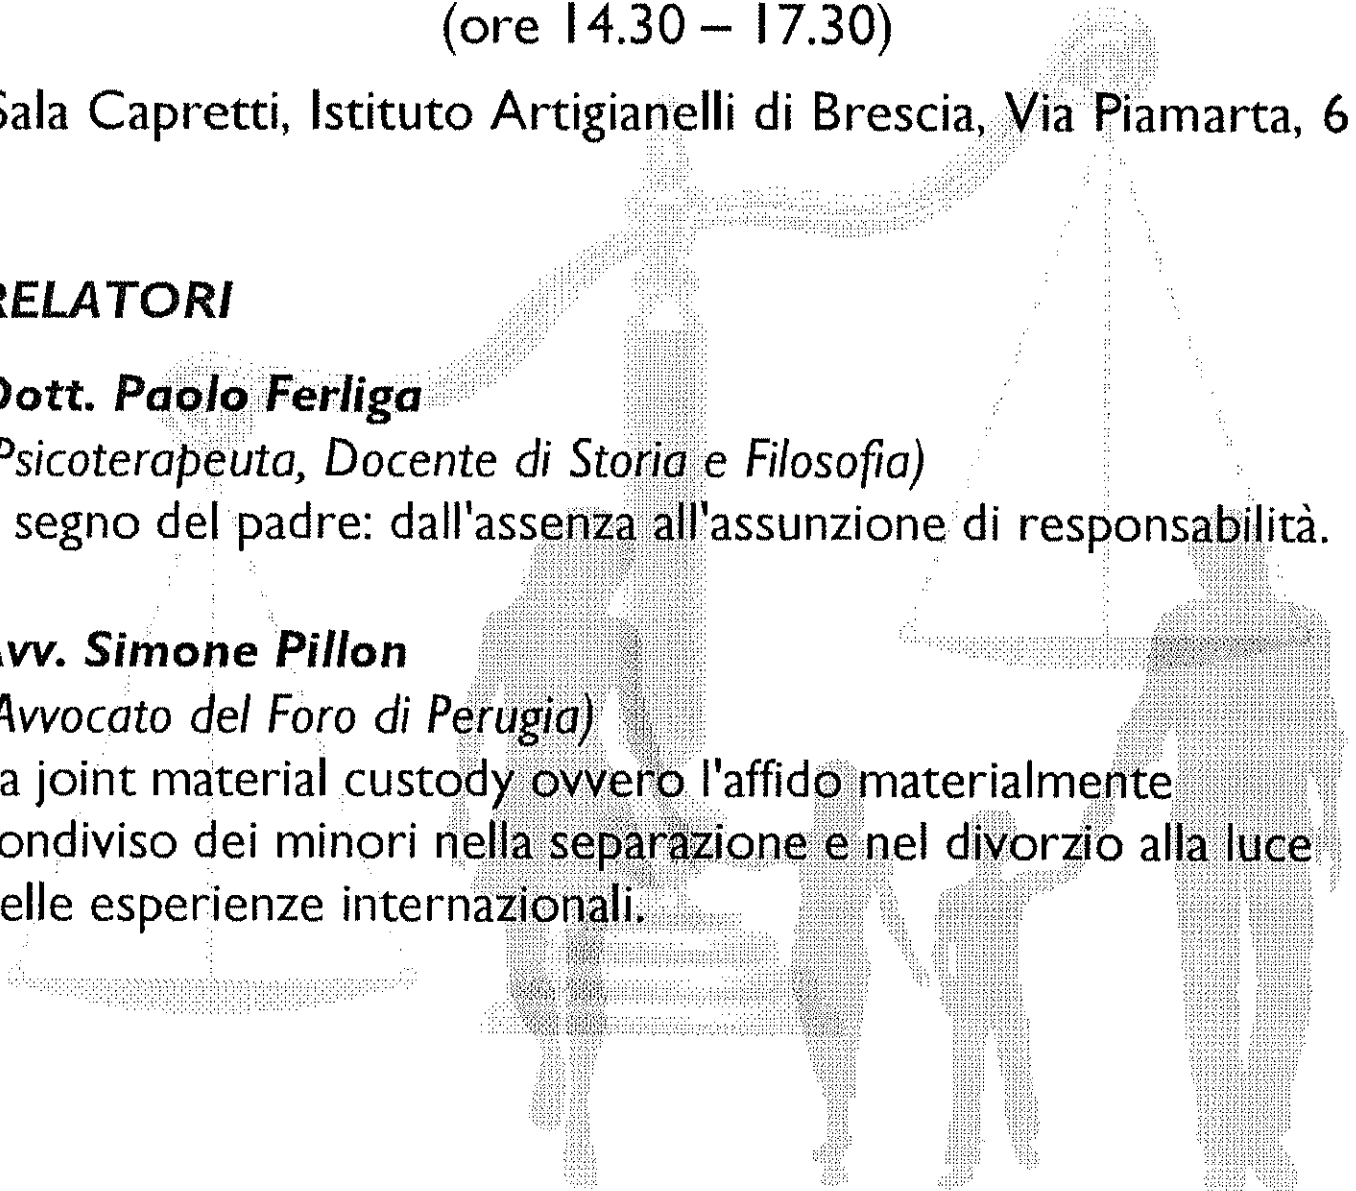 (ore 14.30 – 17.30)
Sala Capretti, Istituto Artigianelli di Brescia, Via Piamarta, 6
RELATORI
Dott. Paolo Ferliga
Psicoterapeuta, Docente di Storia e Filosofia)
segno del padre: dall'assenza all'assunzione di responsabilità.
Avv. Simone Pillon
Avvocato del Foro di Perugia)
a joint material custody ovvero l'affido materialmente
ondiviso dei minori nella separazione e nel divorzio alla luce
elle esperienze internazionali.